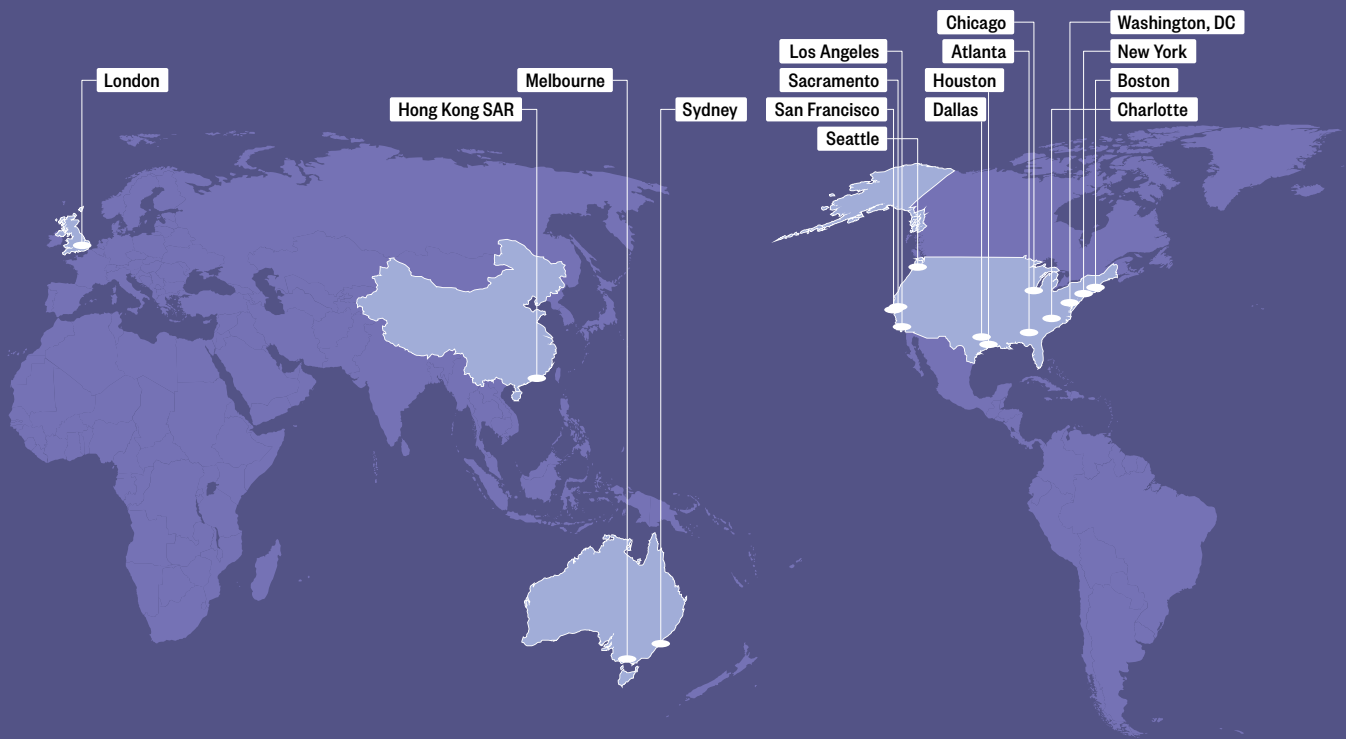 London
Melbourne
Hong Kong SAR
Sydney
Chicago
Washington, DC
Los Angeles
Atlanta
New York
Sacramento
Houston
Boston
San Francisco
Dallas
Charlotte
Seattle